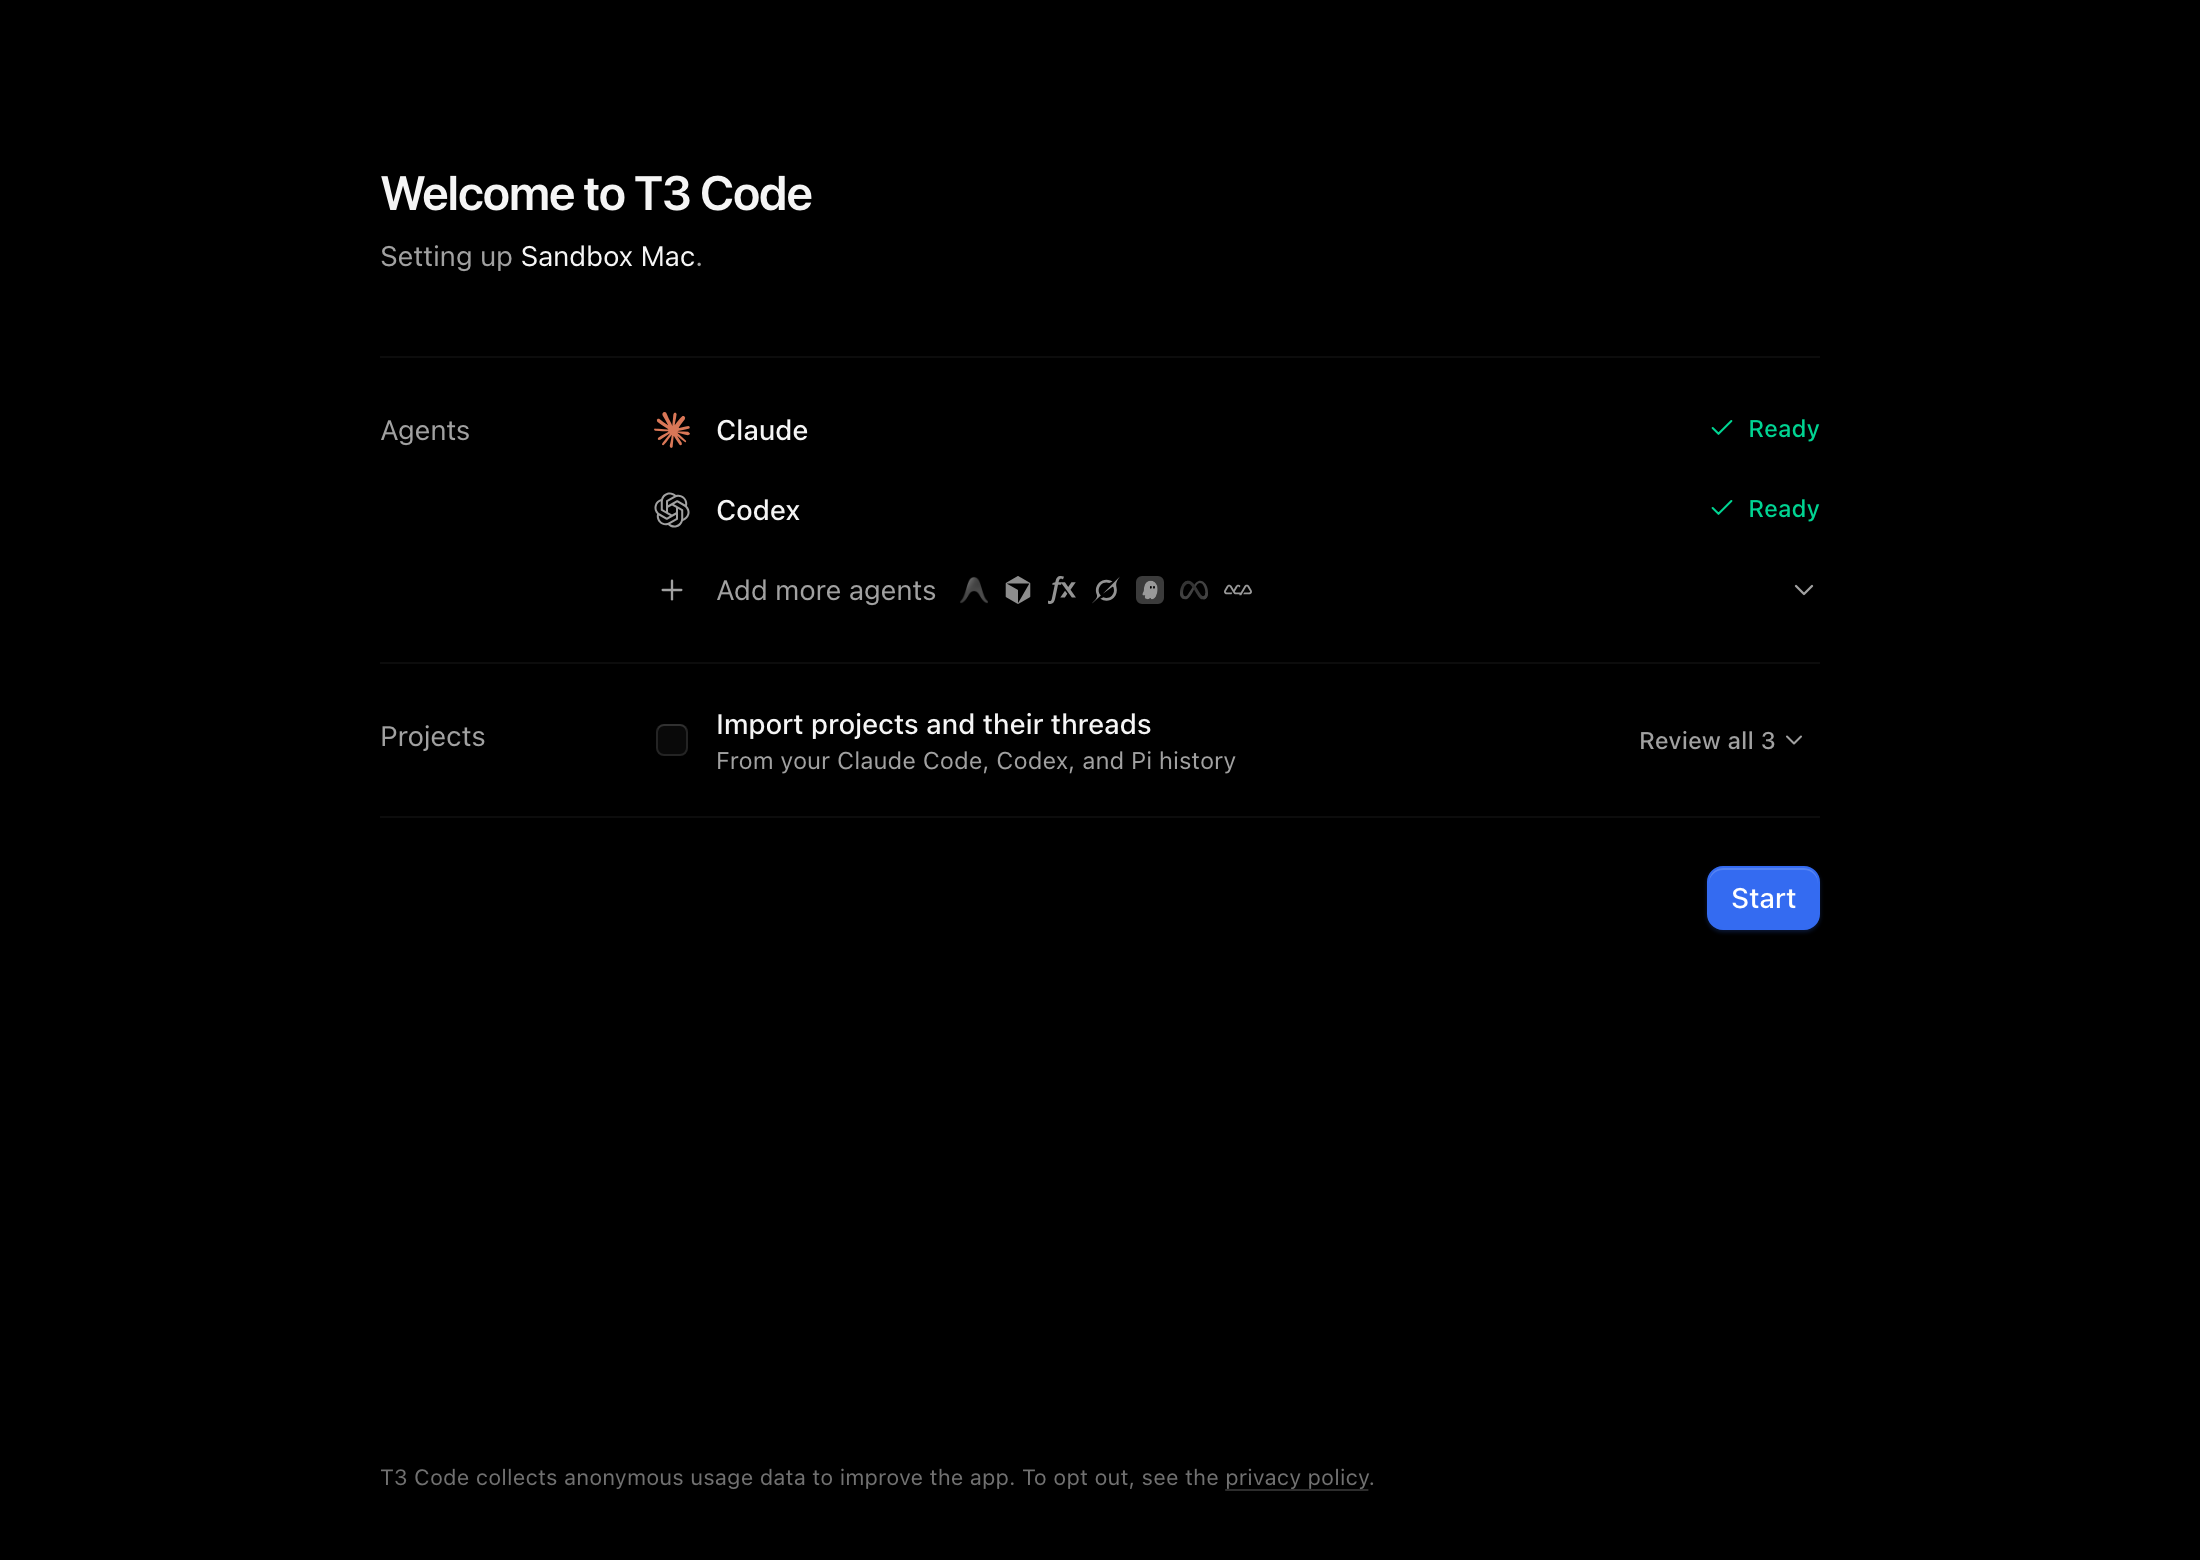 Welcome to T3 Code
Setting up Sandbox Mac.
Agents
Claude
Ready
Codex
Ready
Add more agents
Projects
Import projects and their threads
From your Claude Code, Codex, and Pi history
Review all 3
Start
T3 Code collects anonymous usage data to improve the app. To opt out, see the privacy policy.